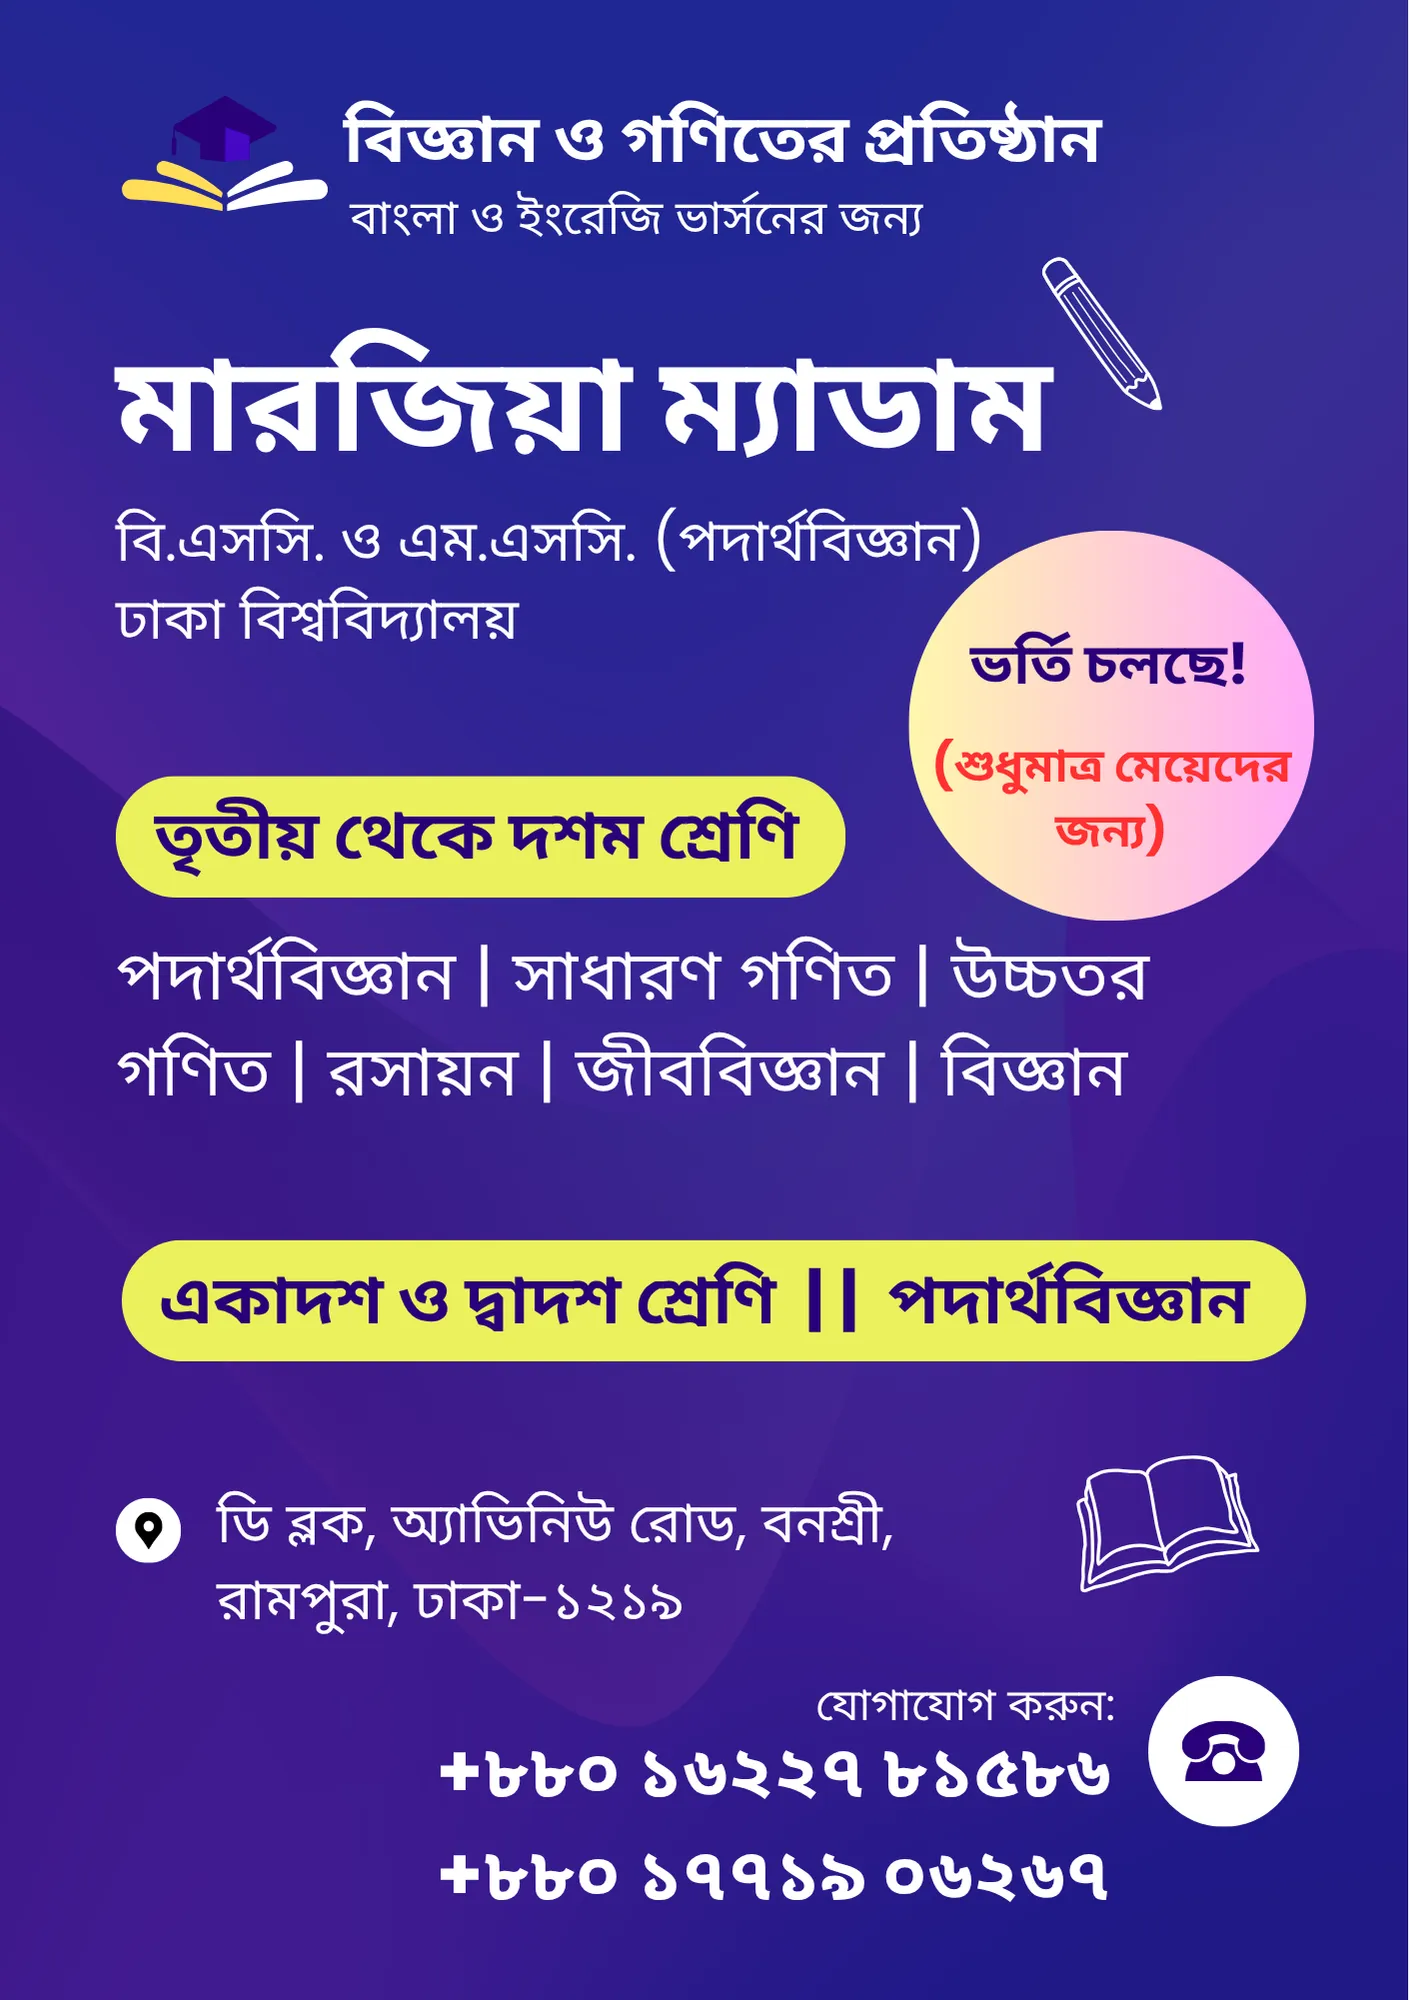 বিজ্ঞান ও গণিতের প্রতিষ্ঠান
বাংলা ও ইংরেজি ভার্সনের জন্য
মারজিয়া ম্যাডাম
বি.এসসি. ও এম.এসসি. (পদার্থবিজ্ঞান)
ঢাকা বিশ্ববিদ্যালয়
ভর্তি চলছে!
(শুধুমাত্র মেয়েদের
জন্য)
তৃতীয় থেকে দশম শ্রেণি
পদার্থবিজ্ঞান | সাধারণ গণিত | উচ্চতর
গণিত | রসায়ন | জীববিজ্ঞান | বিজ্ঞান
একাদশ ও দ্বাদশ শ্রেণি || পদার্থবিজ্ঞান
ডি ব্লক, অ্যাভিনিউ রোড, বনশ্রী,
রামপুরা, ঢাকা-১২১৯
যোগাযোগ করুন:
+৮৮০ ১৬২২৭ ৮১৫৮৬
+৮৮০ ১৭৭১৯ ০৬২৬৭